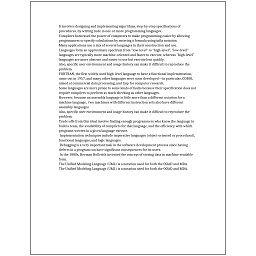 It involves designing and implementing algorithms, step-by-step specifications of
procedures, by writing code in one or more programming languages.
Compilers harnessed the power of computers to make programming easier by allowing
programmers to specify calculations by entering a formula using infix notation.
Many applications use a mix of several languages in their construction and use.
Languages form an approximate spectrum from "low-level" to "high-level"; "low-level"
languages are typically more machine-oriented and faster to execute, whereas "high-level"
languages are more abstract and easier to use but execute less quickly.
Also, specific user environment and usage history can make it difficult to reproduce the
problem.
FORTRAN, the first widely used high-level language to have a functional implementation,
came out in 1957, and many other languages were soon developed—in particular, COBOL
aimed at commercial data processing, and Lisp for computer research.
Some languages are more prone to some kinds of faults because their specification does not
require compilers to perform as much checking as other languages.
However, because an assembly language is little more than a different notation for a
machine language, two machines with different instruction sets also have different
assembly languages.
Also, specific user environment and usage history can make it difficult to reproduce the
problem.
Trade-offs from this ideal involve finding enough programmers who know the language to
build a team, the availability of compilers for that language, and the efficiency with which
programs written in a given language execute.
Implementation techniques include imperative languages (object-oriented or procedural),
functional languages, and logic languages.
Debugging is a very important task in the software development process since having
defects in a program can have significant consequences for its users.
In the 1880s, Herman Hollerith invented the concept of storing data in machine-readable
form.
The Unified Modeling Language (UML) is a notation used for both the OOAD and MDA.
The Unified Modeling Language (UML) is a notation used for both the OOAD and MDA.